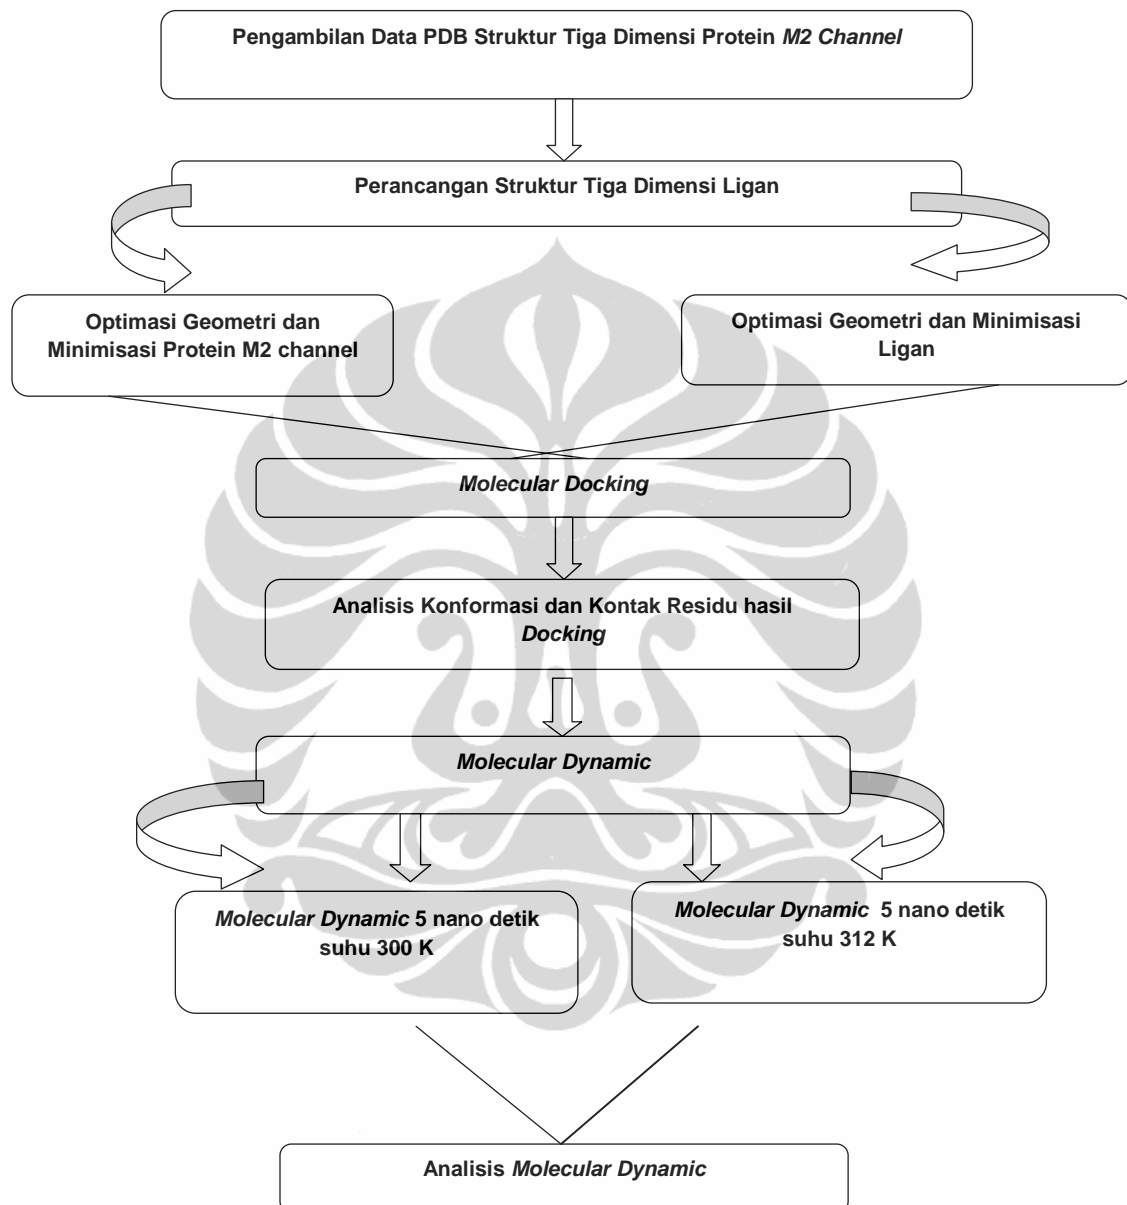 Pengambilan Data PDB Struktur Tiga Dimensi Protein M2 Channel
Perancangan Struktur Tiga Dimensi Ligan
Optimasi Geometri dan
Minimisasi Protein M2 channel
Optimasi Geometri dan Minimisasi
Ligan
Molecular Docking
Analisis Konformasi dan Kontak Residu hasil
Docking
Molecular Dynamic
Molecular Dynamic 5 nano detik
suhu 300 K
Molecular Dynamic 5 nano detik
suhu 312 K
Analisis Molecular Dynamic